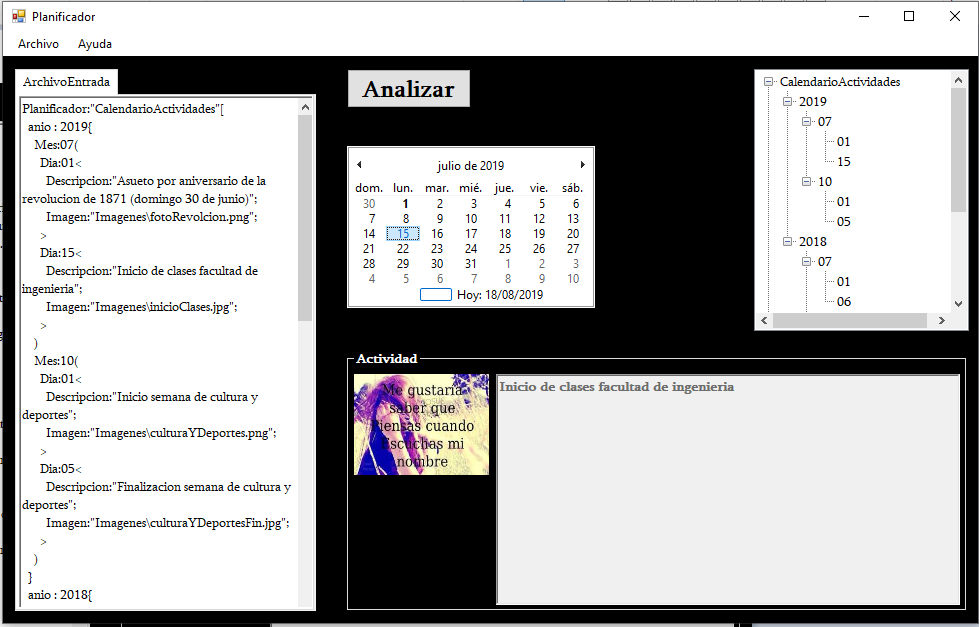 Planificador
Archivo Ayuda
ArchivoEntrada
Planificador:"CalendarioActividades"[
anio : 2019{
Mes:07(
Dia:01<
Descripcion:"Asueto por aniversario de la
revolucion de 1871 (domingo 30 de junio)";
Imagen:"Imagenes\fotoRevolcion.png";
>
Dia:15<
Descripcion:"Inicio de clases facultad de
ingenieria";
Imagen:"Imagenes\inicioClases.jpg";
>
)
Mes:10(
Dia:01<
Descripcion:"Inicio semana de cultura y
deportes";
Imagen:"Imagenes\culturaYDeportes.png";
>
Dia:05<
Descripcion:"Finalizacion semana de cultura y
deportes";
Imagen:"Imagenes\culturaYDeportesFin.jpg";
>
)
}
anio : 2018{
Analizar
julio de 2019
dom. lun. mar. mié. jue. vie. sáb.
30 1 2 3 4 5 6
7 8 9 10 11 12 13
14 15 16 17 18 19 20
21 22 23 24 25 26 27
28 29 30 31 1 2 3
4 5 6 7 8 9 10
Hoy: 18/08/2019
CalendarioActividades
2019
07
01
15
10
01
05
2018
07
01
06
Actividad
Me gustaría
saber que
piensas cuando
Escuchas mi
nombre
Inicio de clases facultad de ingenieria